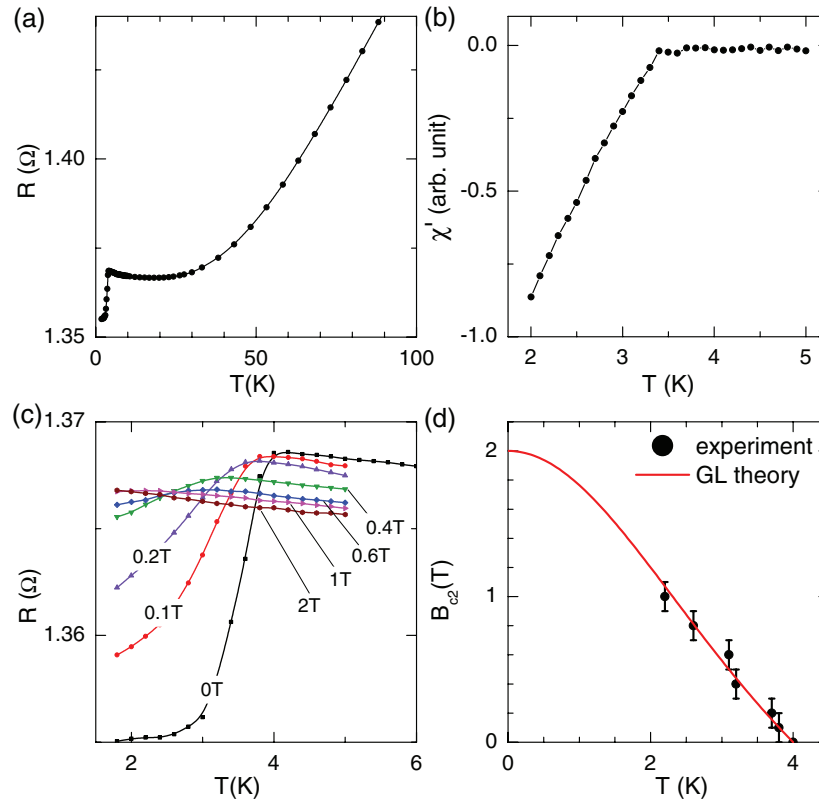 (a)
1.40
1.35
R (Ω)
0
50
100
T(K)
(b)
0.0
-0.5
-1.0
χ' (arb. unit)
2
3
4
5
T (K)
(c)
1.37
1.36
R (Ω)
0.2T
0.1T
0T
2T
1T
0.6T
0.4T
2
4
6
T(K)
(d)
2
1
0
B_c2(T)
experiment
GL theory
0
2
4
T (K)